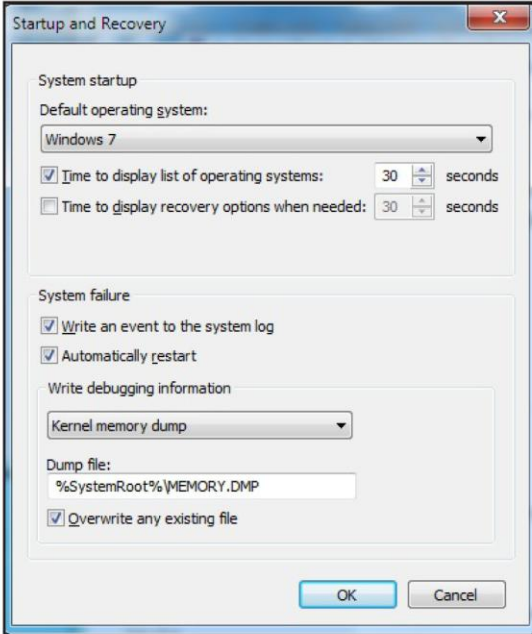 Startup and Recovery
System startup
Default operating system:
Windows 7
Time to display list of operating systems: 30 seconds
Time to display recovery options when needed: 30 seconds
System failure
Write an event to the system log
Automatically restart
Write debugging information
Kernel memory dump
Dump file:
%SystemRoot%\MEMORY.DMP
Overwrite any existing file
OK Cancel